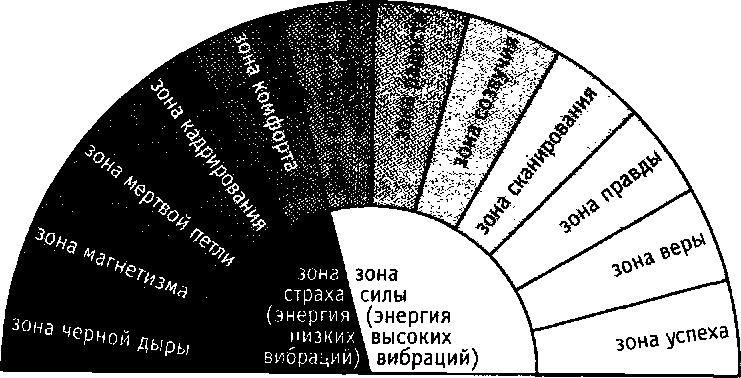 зона черной дыры
зона магнетизма
зона мертвой петли
зона кадрирования
зона комфорта
зона созвучия
зона сканирования
зона правды
зона веры
зона успеха
зона
страха
(энергия
низких
вибраций)
зона
силы
(энергия
высоких
вибраций)